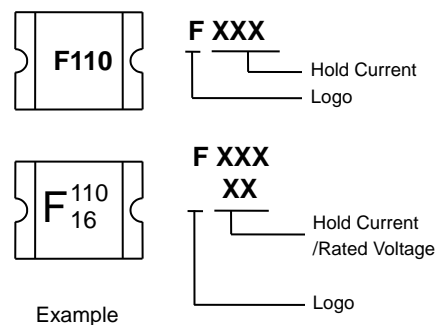 F110
F XXX
Hold Current
Logo
F 110
16
F XXX
XX
Hold Current
/Rated Voltage
Logo
Example